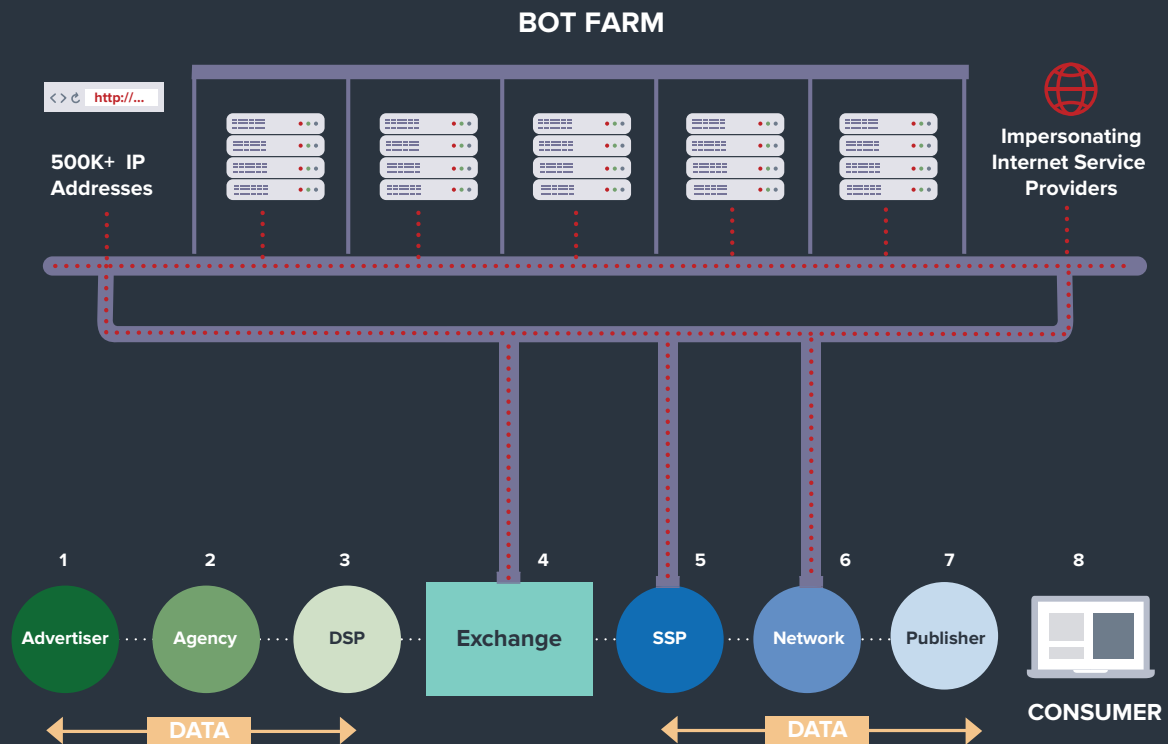 BOT FARM
http://...
500K+ IP
Addresses
Impersonating
Internet Service
Providers
1
2
3
4
5
6
7
8
Advertiser
Agency
DSP
Exchange
SSP
Network
Publisher
CONSUMER
DATA
DATA